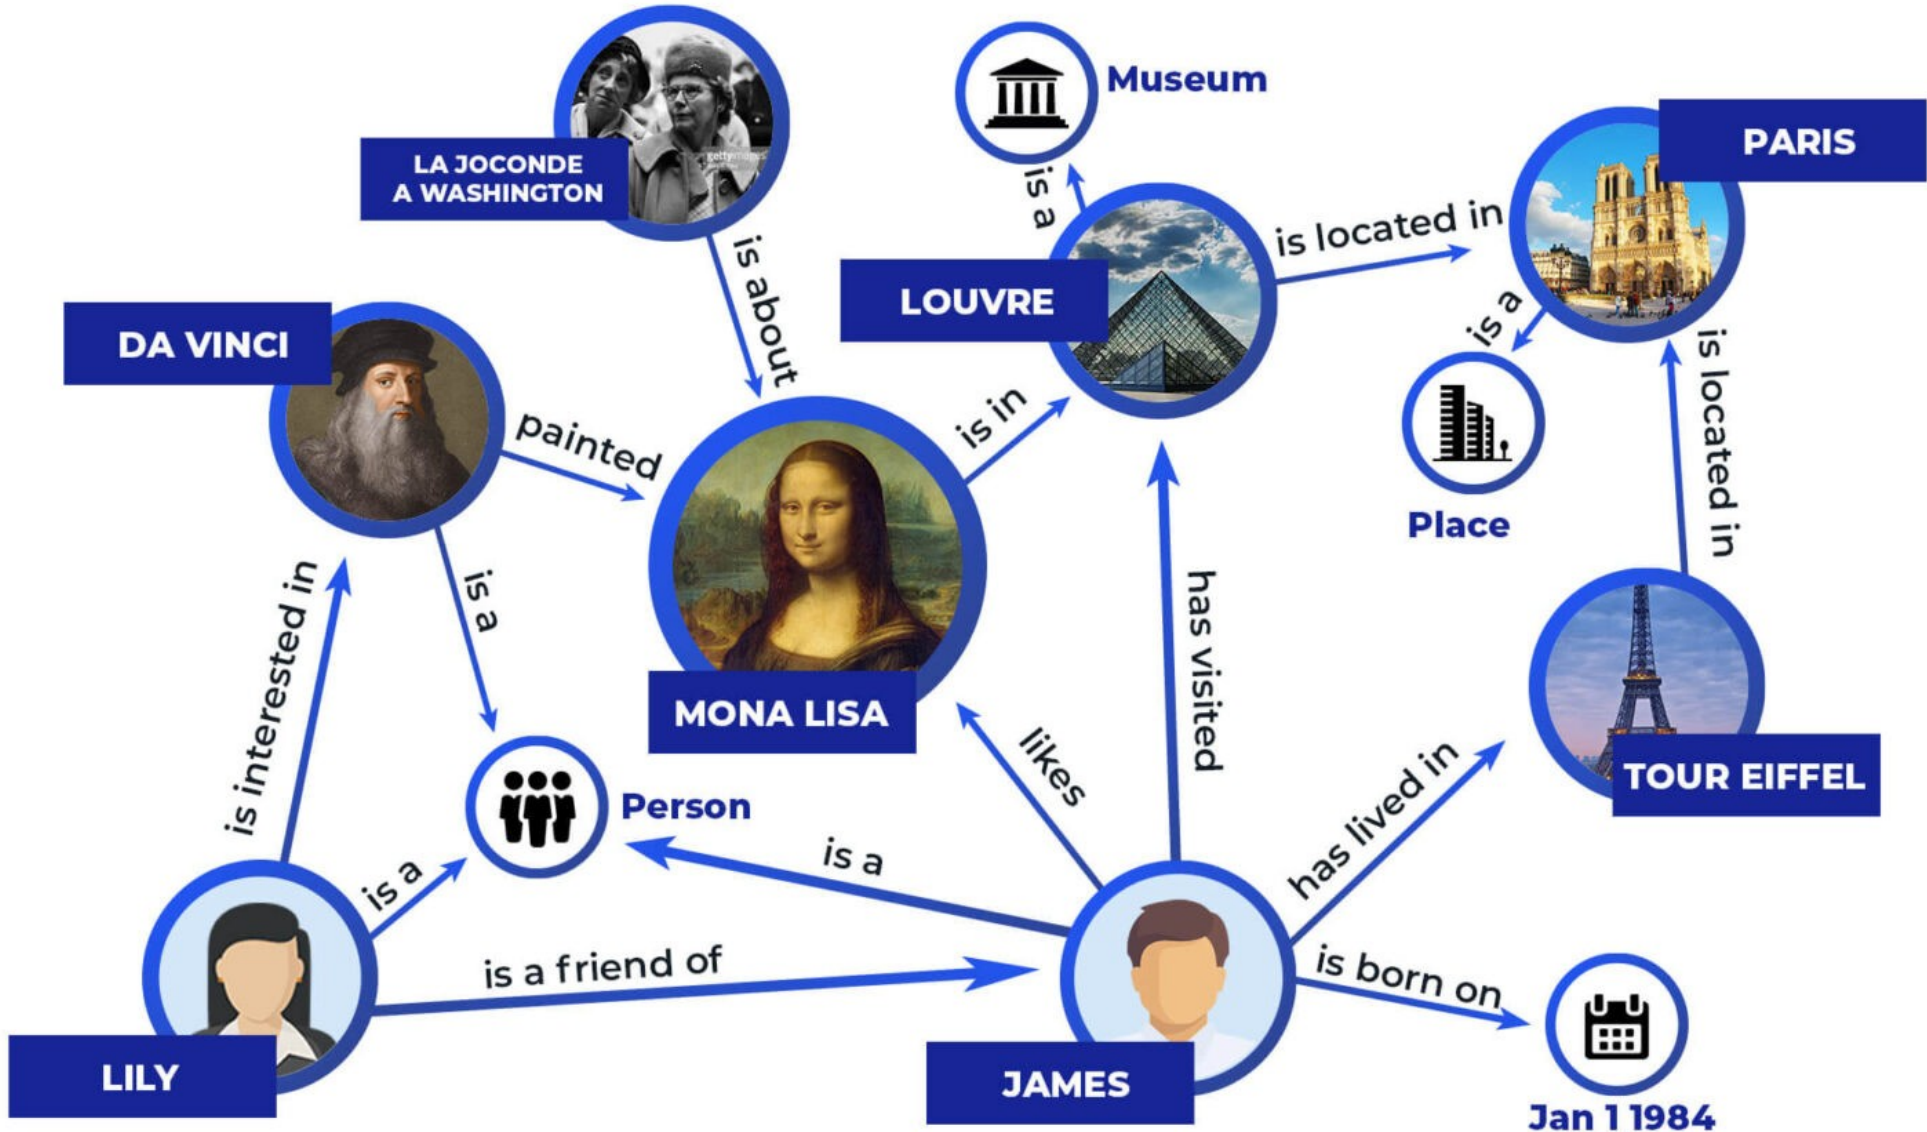 Museum
PARIS
LA JOCONDE
A WASHINGTON
gettyimages
is a
is located in
is about
LOUVRE
is a
DA VINCI
is located in
painted
is in
Place
is a
is interested in
has visited
MONA LISA
likes
has lived in
TOUR EIFFEL
Person
is a
is a
is a friend of
is born on
LILY
JAMES
Jan 1 1984